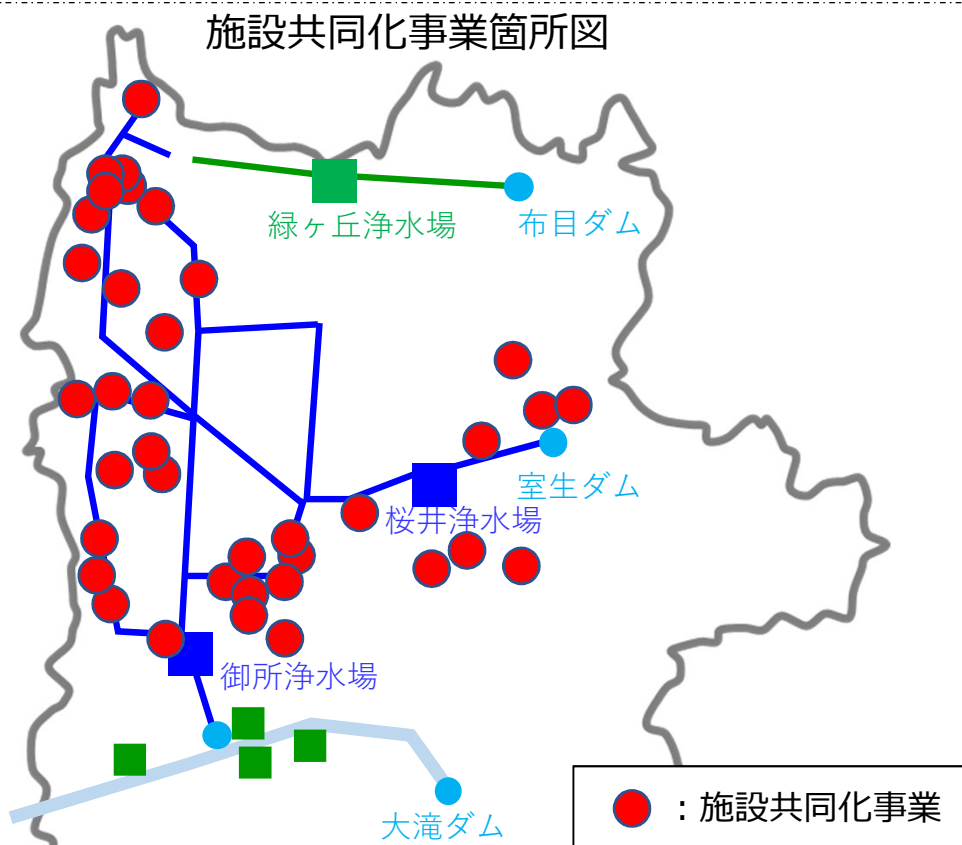 施設共同化事業箇所図
緑ヶ丘浄水場
布目ダム
室生ダム
桜井浄水場
御所浄水場
大滝ダム
：施設共同化事業